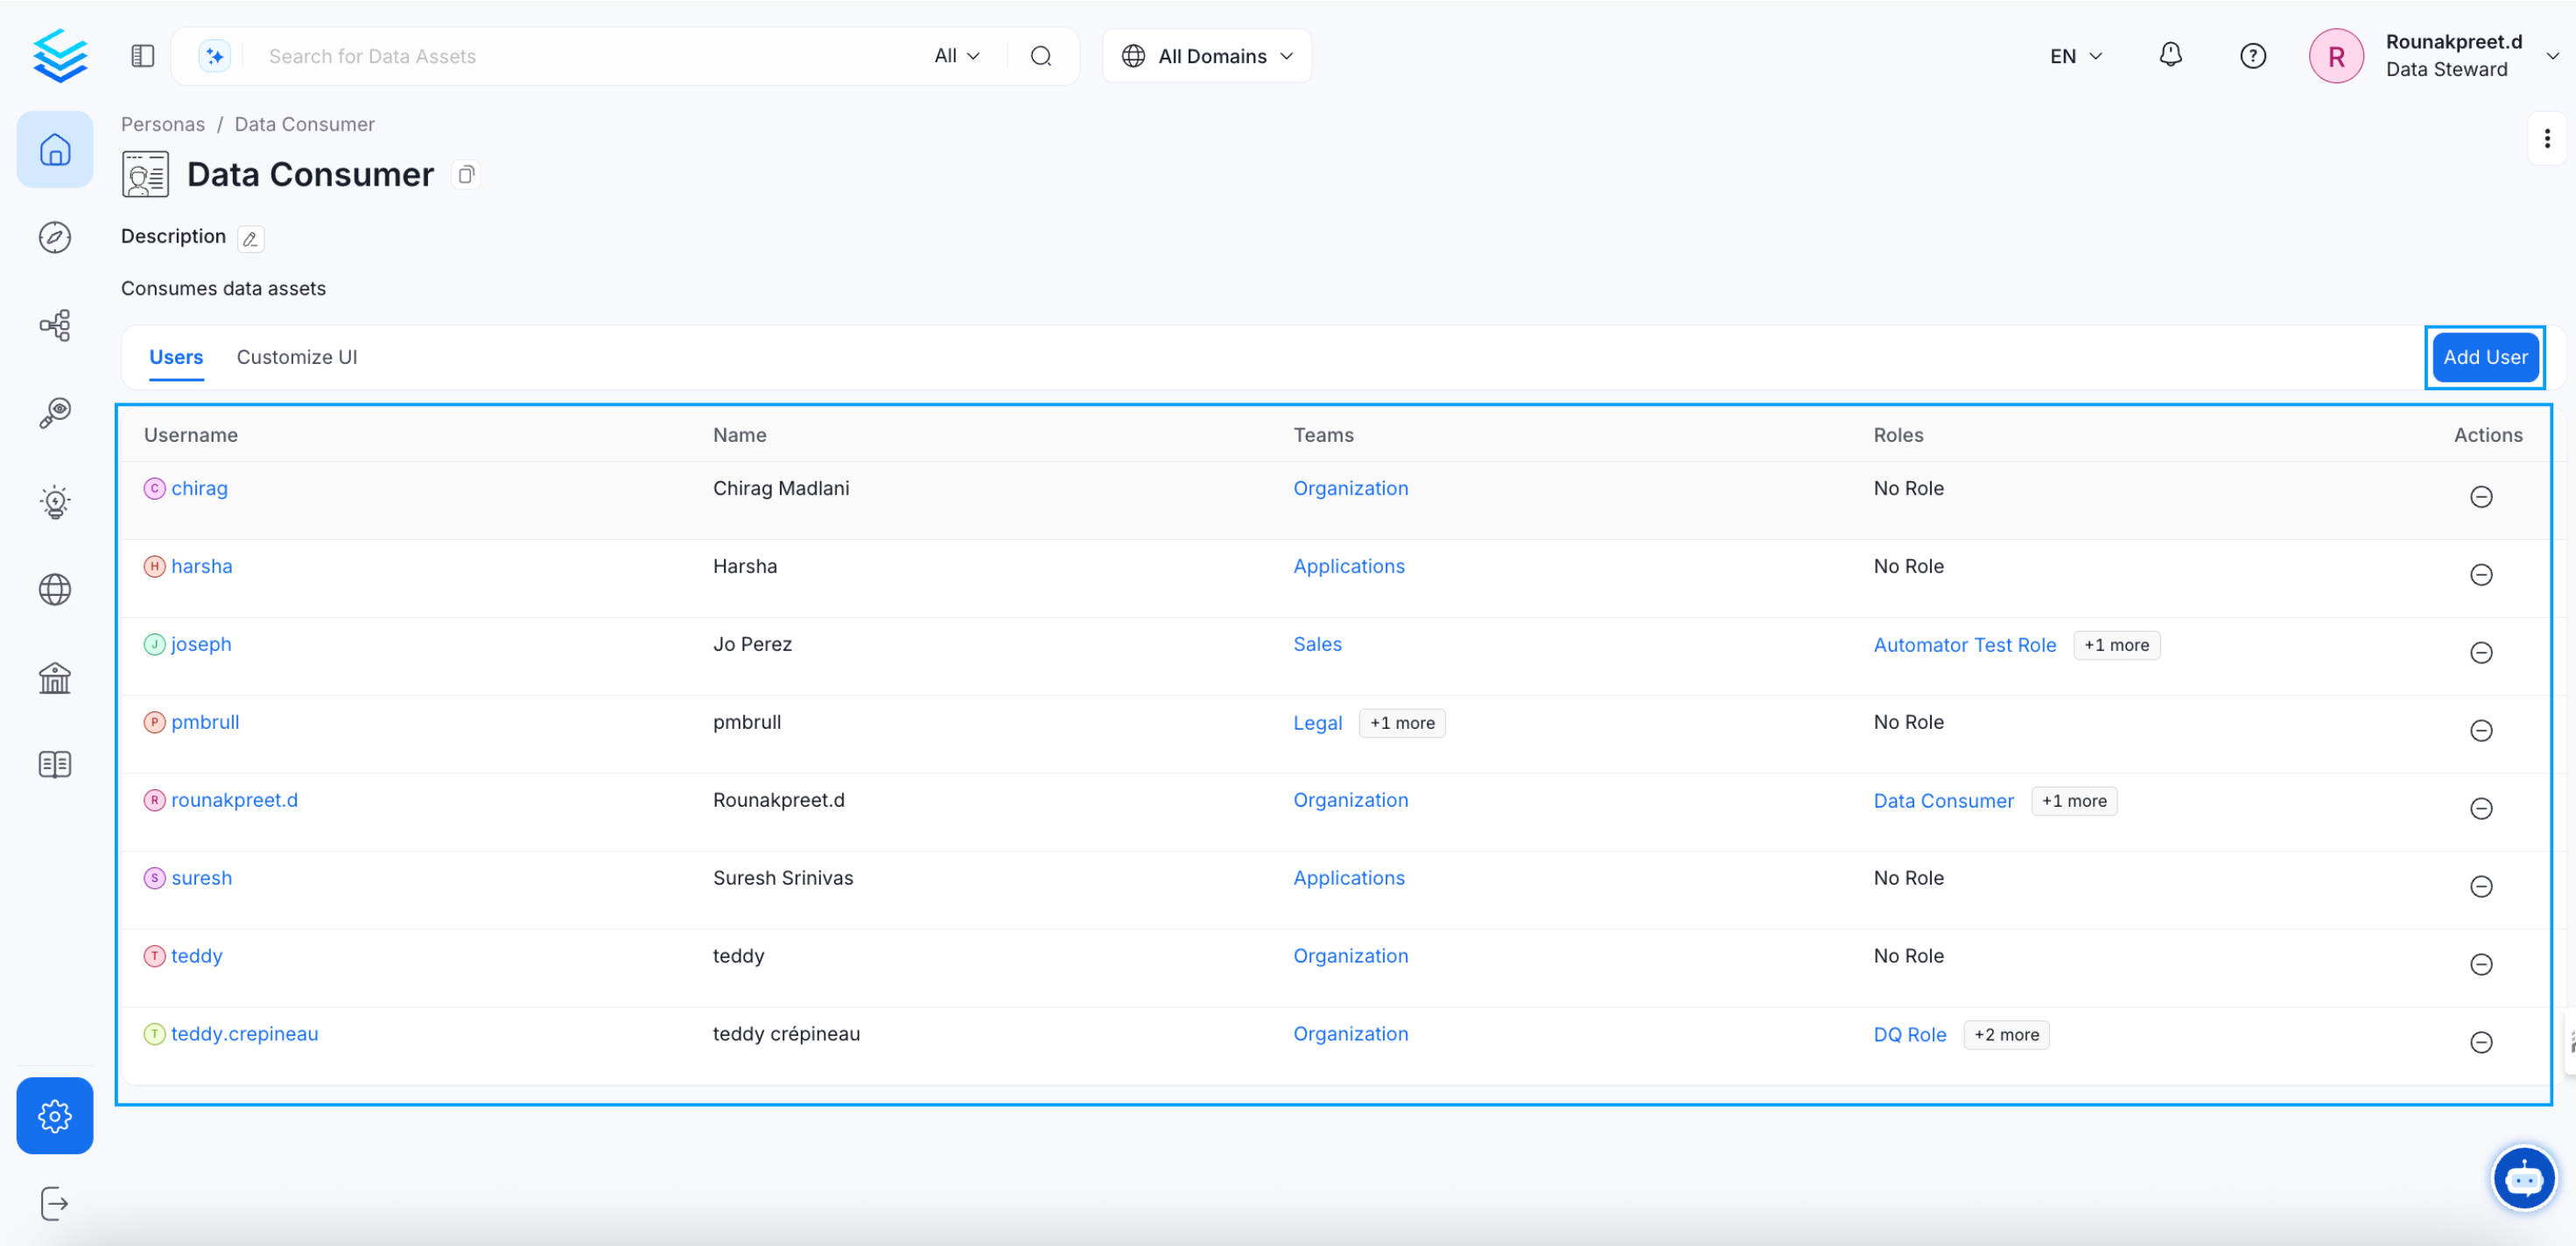 Search for Data Assets All All Domains EN Rounakpreet.d
R Data Steward
Personas / Data Consumer
Data Consumer
Description
Consumes data assets
Users Customize UI Add User
Username Name Teams Roles Actions
C chirag Chirag Madlani Organization No Role
H harsha Harsha Applications No Role
J joseph Jo Perez Sales Automator Test Role +1 more
P pmbrull pmbrull Legal +1 more No Role
R rounakpreet.d Rounakpreet.d Organization Data Consumer +1 more
S suresh Suresh Srinivas Applications No Role
T teddy teddy Organization No Role
T teddy.crepineau teddy crépineau Organization DQ Role +2 more